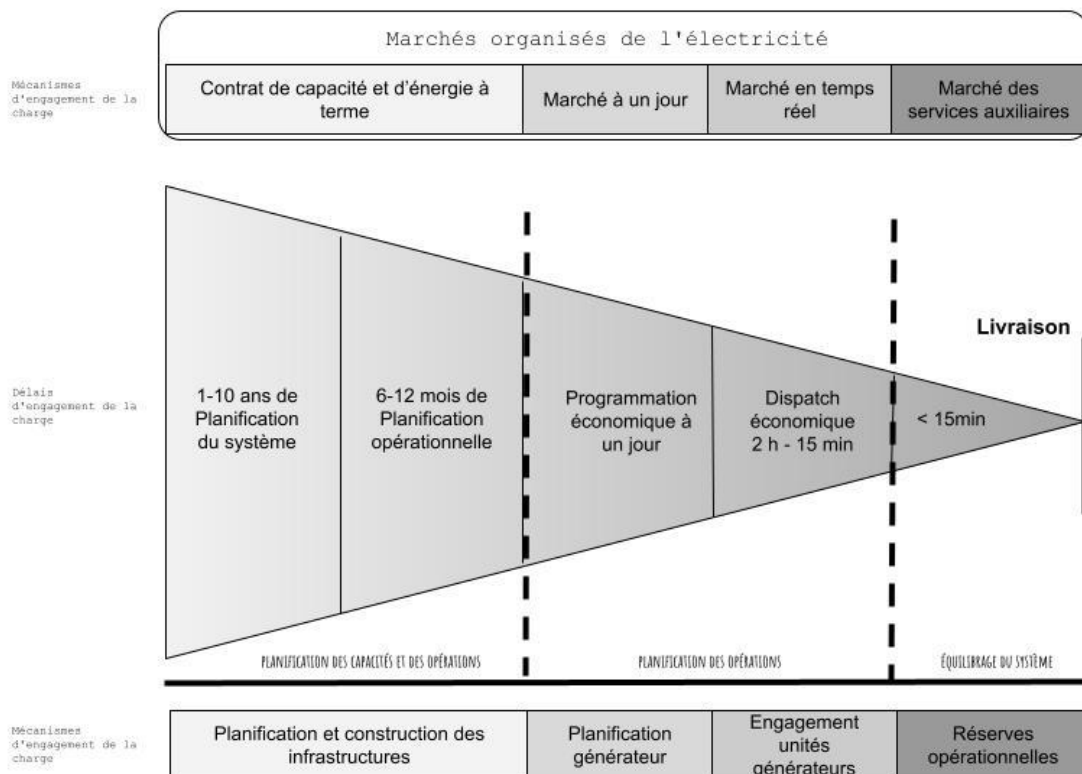 Marchés organisés de l'électricité
Mécanismes
d'engagement de la
charge
Contrat de capacité et d'énergie à
terme
Marché à un jour
Marché en temps
réel
Marché des
services auxiliaires
Livraison
Délais
d'engagement de la
charge
1-10 ans de
Planification
du système
6-12 mois de
Planification
opérationnelle
Programmation
économique à
un jour
Dispatch
économique
2 h - 15 min
< 15min
PLANIFICATION DES CAPACITÉS ET DES OPÉRATIONS
PLANIFICATION DES OPÉRATIONS
ÉQUILIBRAGE DU SYSTÈME
Mécanismes
d'engagement de la
charge
Planification et construction des
infrastructures
Planification
générateur
Engagement
unités
générateurs
Réserves
opérationnelles